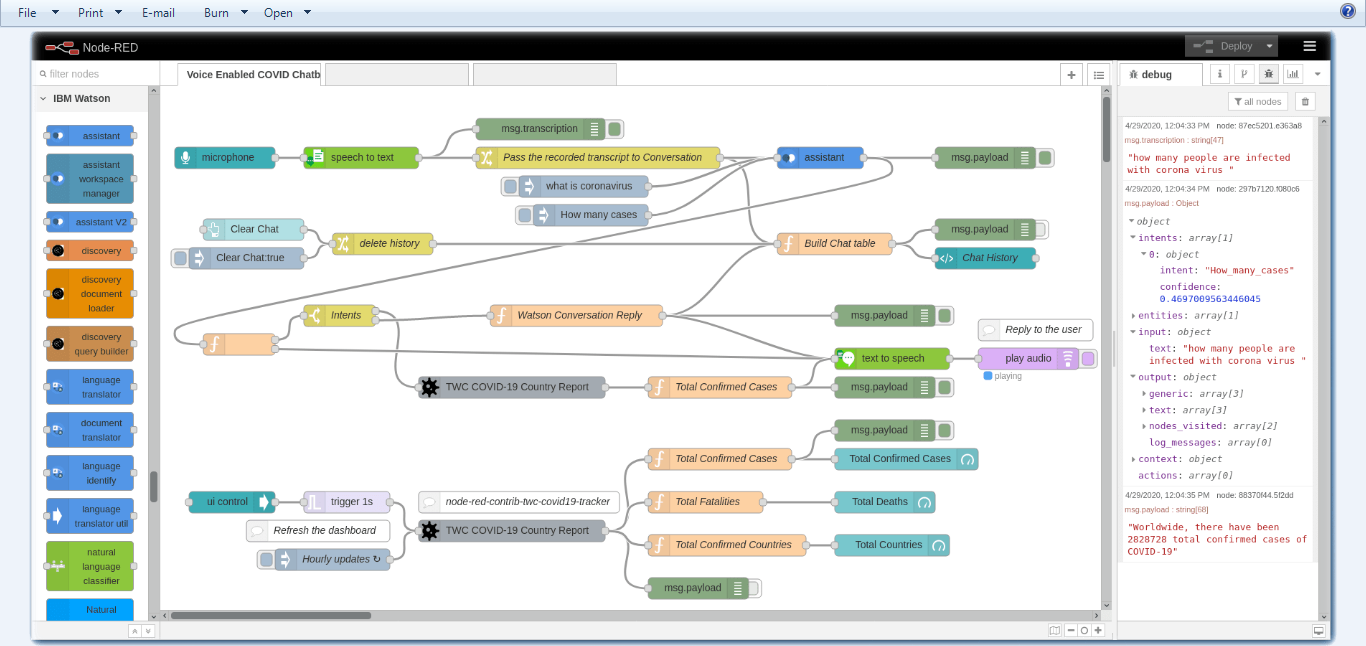 File Print E-mail Burn Open
Node-RED
Deploy
filter nodes
Voice Enabled COVID Chatb
debug
all nodes
IBM Watson
assistant
assistant
workspace
manager
assistant V2
discovery
discovery
document
loader
discovery
query builder
language
translator
document
translator
language
identify
language
translator util
natural
language
classifier
Natural
msg.transcription
microphone
speech to text
Pass the recorded transcript to Conversation
assistant
msg.payload
what is coronavirus
How many cases
Clear Chat
delete history
Clear Chat:true
Build Chat table
msg.payload
Chat History
Intents
Watson Conversation Reply
msg.payload
Reply to the user
text to speech
play audio
playing
TWC COVID-19 Country Report
Total Confirmed Cases
msg.payload
msg.payload
Total Confirmed Cases
Total Confirmed Cases
ui control
trigger 1s
node-red-contrib-twc-covid19-tracker
Total Fatalities
Total Deaths
Refresh the dashboard
TWC COVID-19 Country Report
Total Confirmed Countries
Total Countries
Hourly updates ↻
msg.payload
4/29/2020, 12:04:33 PM node: 87ec5201.e363a8
msg.transcription : string[47]
"how many people are infected
with corona virus "
4/29/2020, 12:04:34 PM node: 297b7120.f080c6
msg.payload : Object
object
intents: array[1]
0: object
intent: "How_many_cases"
confidence:
0.4697009563446045
entities: array[1]
input: object
text: "how many people are
infected with corona virus "
output: object
generic: array[3]
text: array[3]
nodes_visited: array[2]
log_messages: array[0]
context: object
actions: array[0]
4/29/2020, 12:04:35 PM node: 88370f44.5f2dd
msg.payload : string[68]
"Worldwide, there have been
2828728 total confirmed cases of
COVID-19"